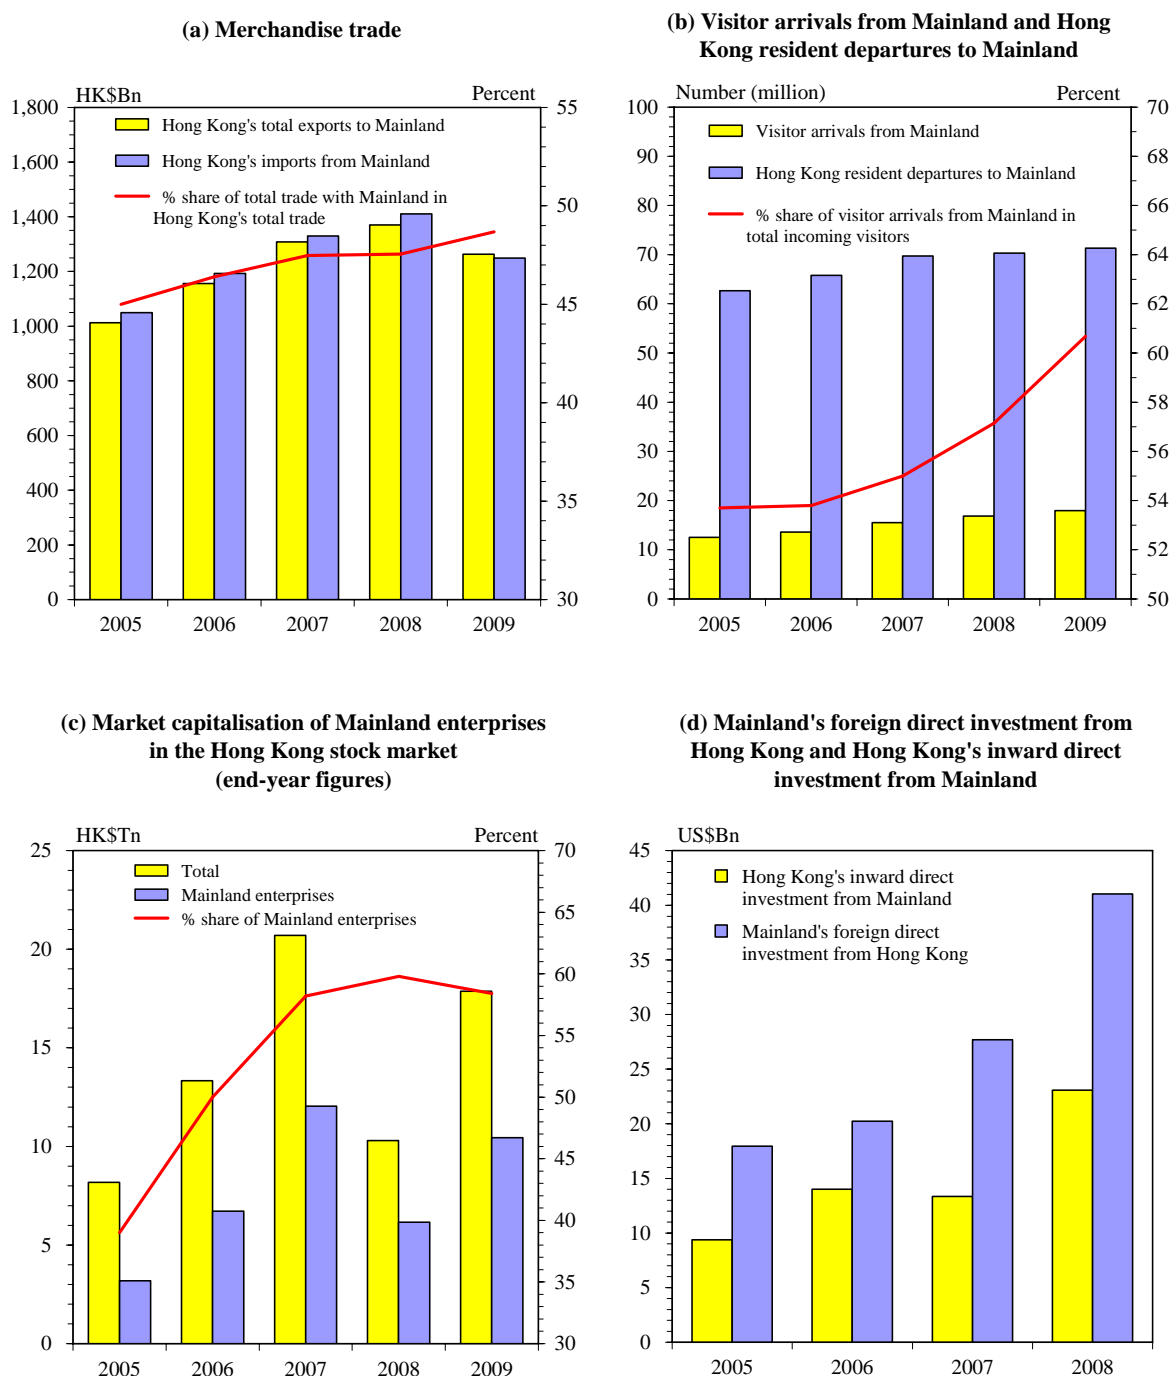 (a) Merchandise trade
HK$Bn
Percent
1,800
1,600
1,400
1,200
1,000
800
600
400
200
0
55
50
45
40
35
30
Hong Kong's total exports to Mainland
Hong Kong's imports from Mainland
% share of total trade with Mainland in
Hong Kong's total trade
2005
2006
2007
2008
2009
(b) Visitor arrivals from Mainland and Hong
Kong resident departures to Mainland
Number (million)
Percent
100
90
80
70
60
50
40
30
20
10
0
70
68
66
64
62
60
58
56
54
52
50
Visitor arrivals from Mainland
Hong Kong resident departures to Mainland
% share of visitor arrivals from Mainland in
total incoming visitors
2005
2006
2007
2008
2009
(c) Market capitalisation of Mainland enterprises
in the Hong Kong stock market
(end-year figures)
HK$Tn
Percent
25
20
15
10
5
0
70
65
60
55
50
45
40
35
30
Total
Mainland enterprises
% share of Mainland enterprises
2005
2006
2007
2008
2009
(d) Mainland's foreign direct investment from
Hong Kong and Hong Kong's inward direct
investment from Mainland
US$Bn
45
40
35
30
25
20
15
10
5
0
Hong Kong's inward direct
investment from Mainland
Mainland's foreign direct
investment from Hong Kong
2005
2006
2007
2008